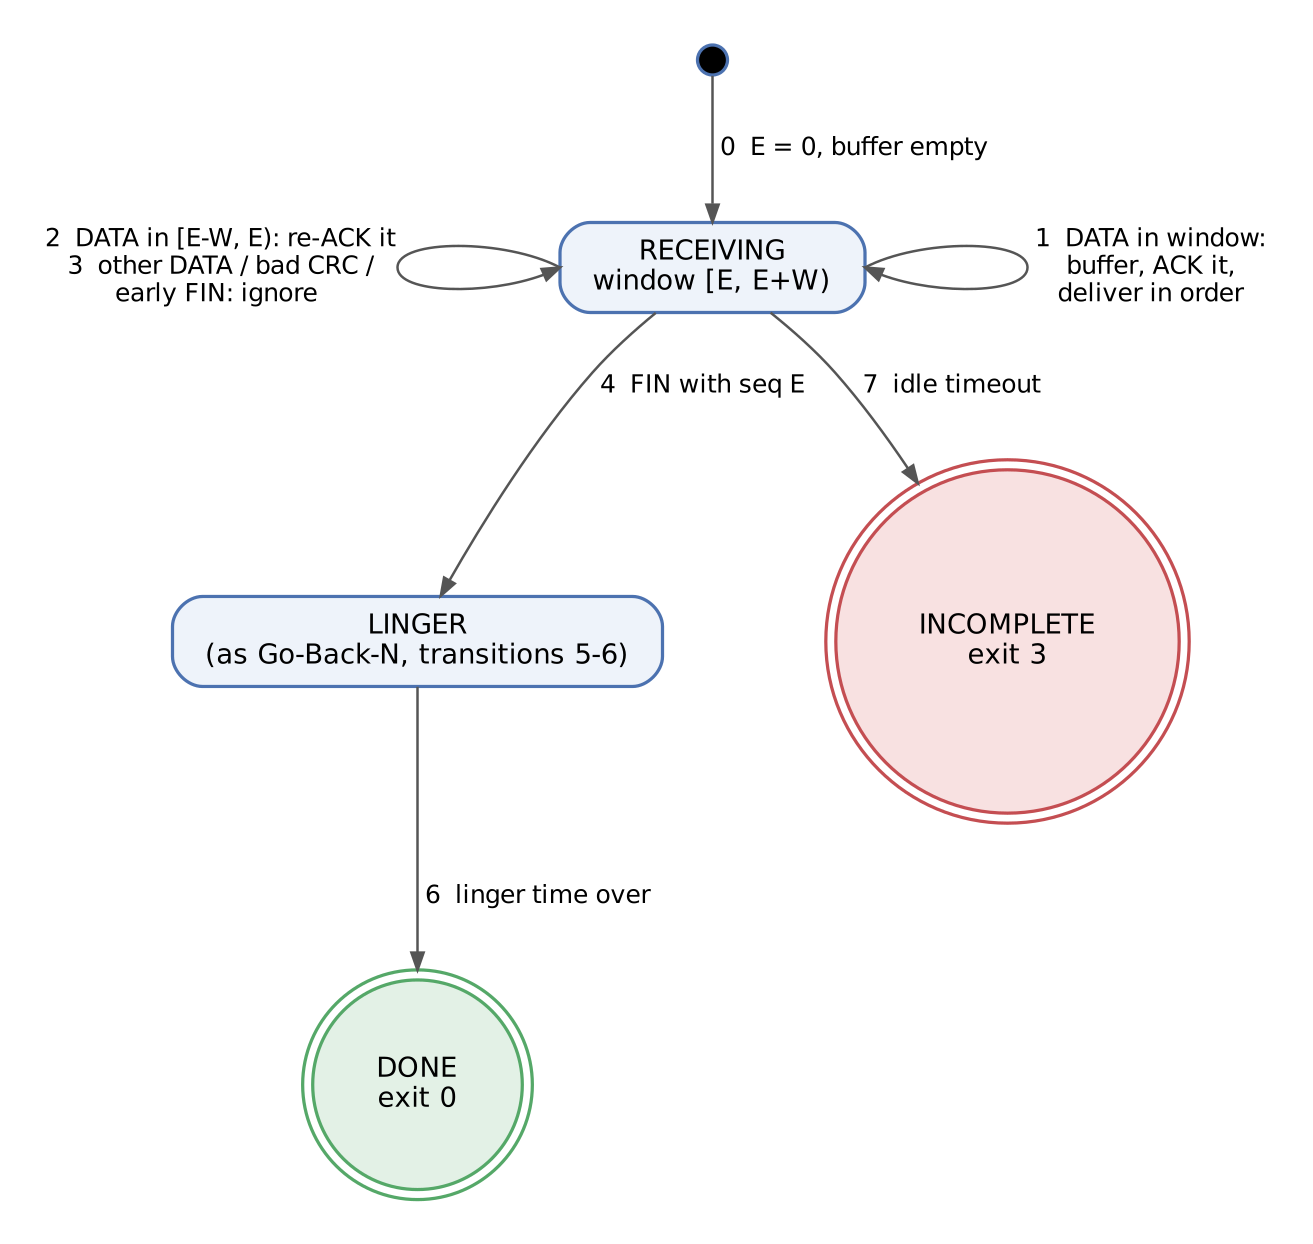 0  E = 0, buffer empty
2  DATA in [E-W, E): re-ACK it
3  other DATA / bad CRC /
early FIN: ignore
RECEIVING
window [E, E+W)
1  DATA in window:
buffer, ACK it,
deliver in order
4  FIN with seq E
7  idle timeout
LINGER
(as Go-Back-N, transitions 5-6)
INCOMPLETE
exit 3
6  linger time over
DONE
exit 0